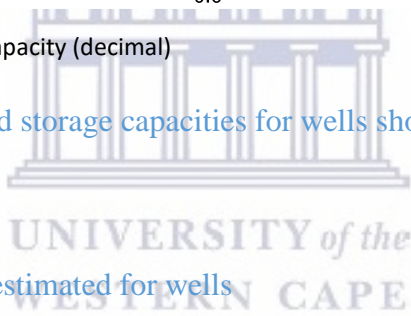 apacity (decimal)
d storage capacities for wells sho
UNIVERSITY of the
estimated for wells
WESTERN CAPE